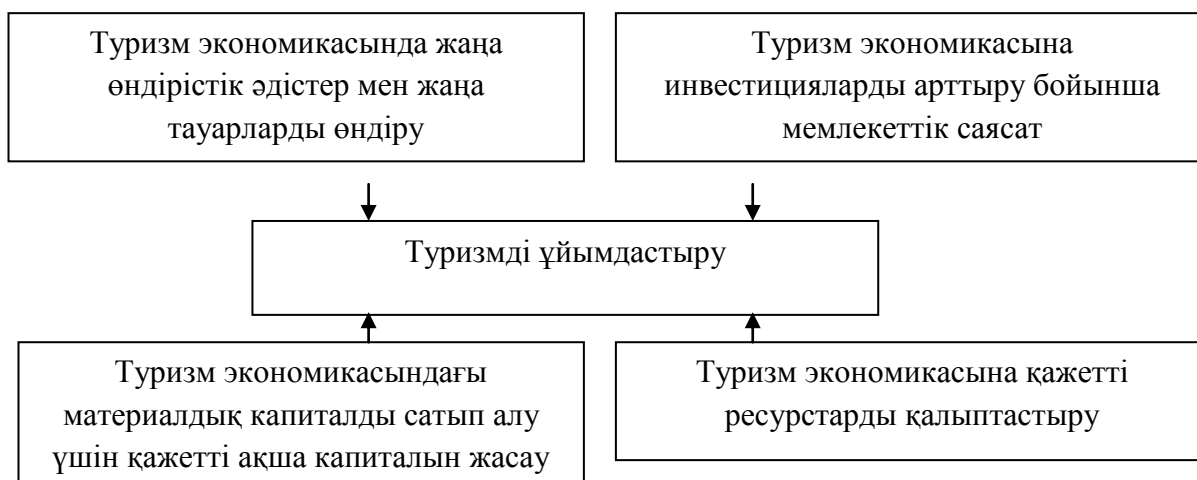 Туризм экономикасында жаңа
өндірістік әдістер мен жаңа
тауарларды өндіру
Туризм экономикасына
инвестицияларды арттыру бойынша
мемлекеттік саясат
Туризмді ұйымдастыру
Туризм экономикасындағы
материалдық капиталды сатып алу
үшін қажетті ақша капиталын жасау
Туризм экономикасына қажетті
ресурстарды қалыптастыру